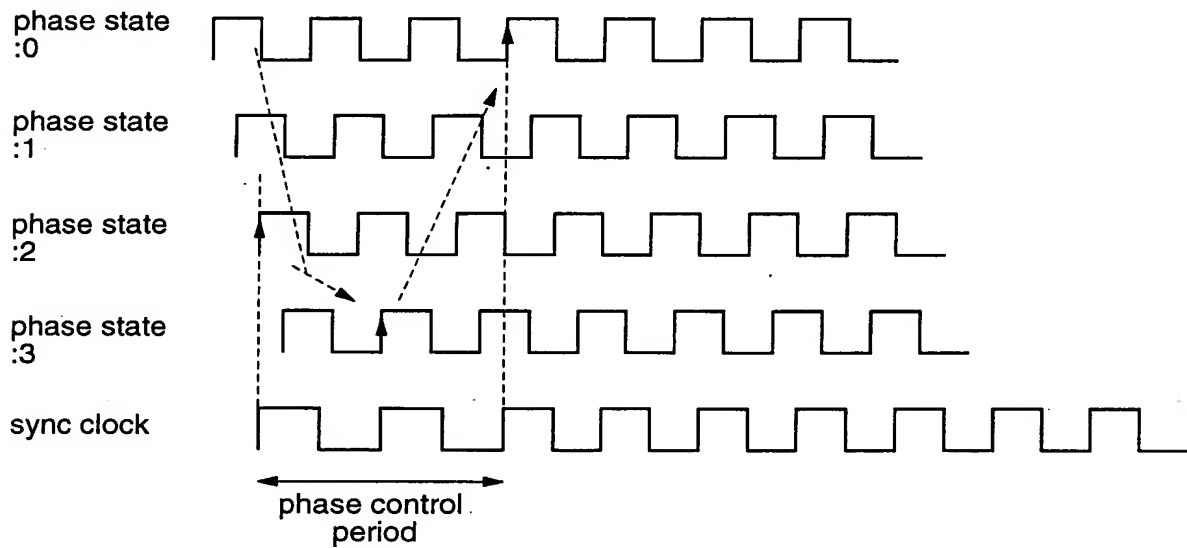 phase state
:0
phase state
:1
phase state
:2
phase state
:3
sync clock
phase control
period